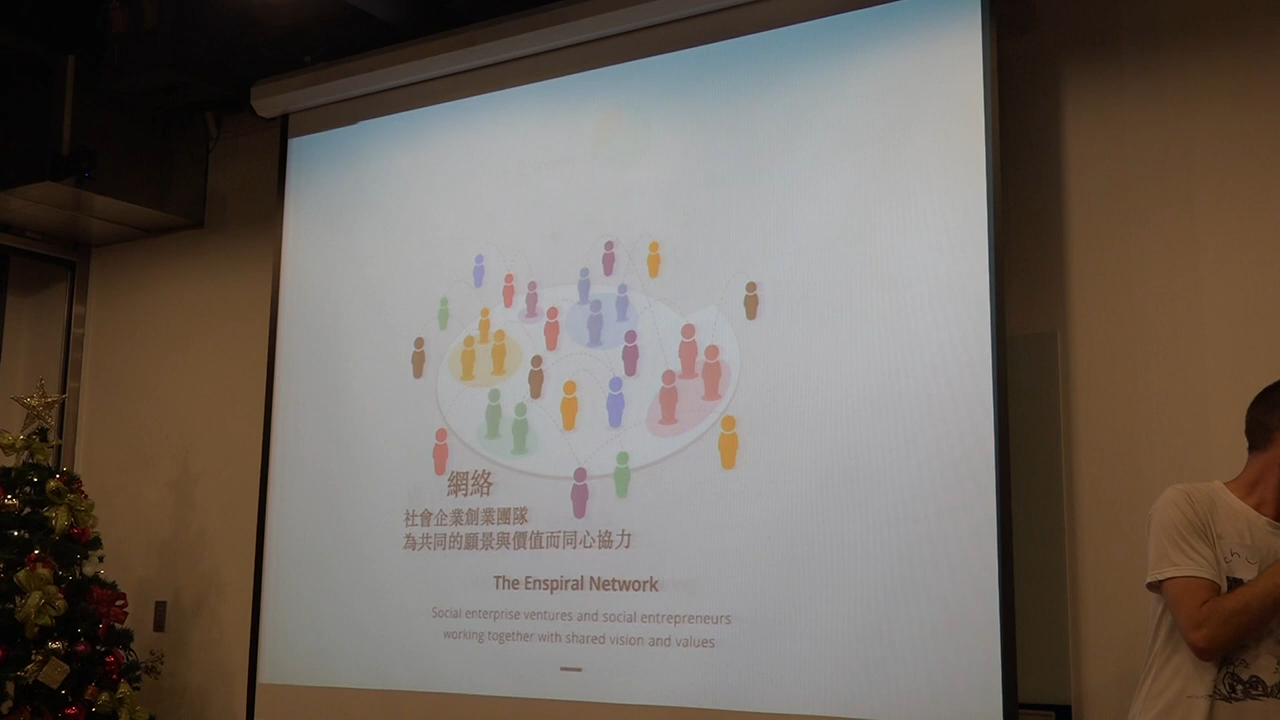 網絡
社會企業創業團隊
為共同的願景與價值而同心協力
The Enspiral Network
Social enterprise ventures and social entrepreneurs
working together with shared vision and values